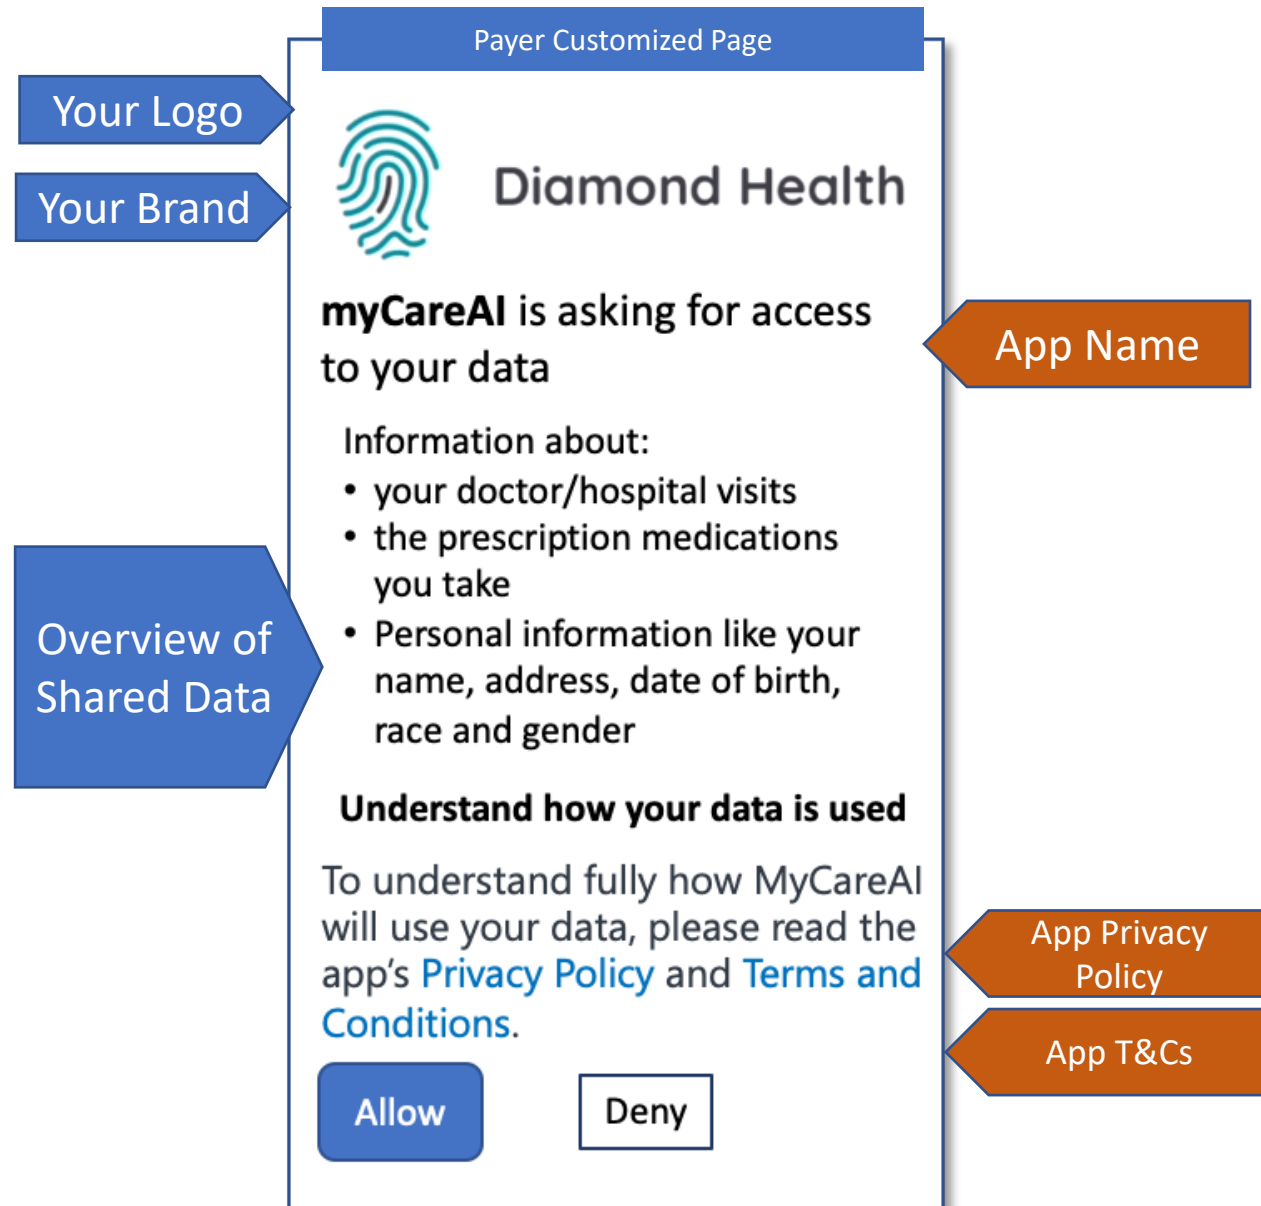 Payer Customized Page
Your Logo
Your Brand
Diamond Health
myCareAI is asking for access
to your data
App Name
Information about:
• your doctor/hospital visits
• the prescription medications
you take
• Personal information like your
name, address, date of birth,
race and gender
Overview of
Shared Data
Understand how your data is used
To understand fully how MyCareAI
will use your data, please read the
app's Privacy Policy and Terms and
Conditions.
App Privacy
Policy
App T&Cs
Allow
Deny